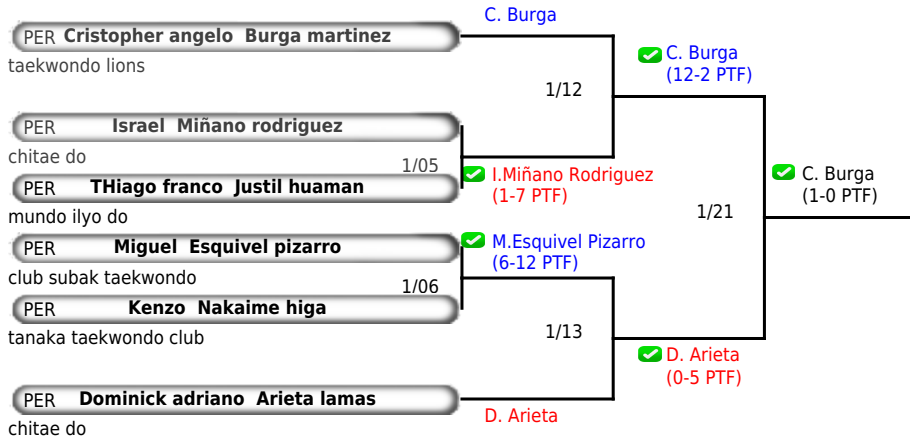 C. Burga
PER Cristopher angelo Burga martinez
taekwondo lions
C. Burga
(12-2 PTF)
1/12
PER Israel Miñano rodriguez
chitae do
1/05
I.Miñano Rodriguez
(1-7 PTF)
PER THiago franco Justil huaman
mundo ilyo do
C. Burga
(1-0 PTF)
1/21
PER Miguel Esquivel pizarro
club subak taekwondo
M.Esquivel Pizarro
(6-12 PTF)
1/06
PER Kenzo Nakaime higa
tanaka taekwondo club
1/13
D. Arieta
(0-5 PTF)
PER Dominick adriano Arieta lamas
chitae do
D. Arieta